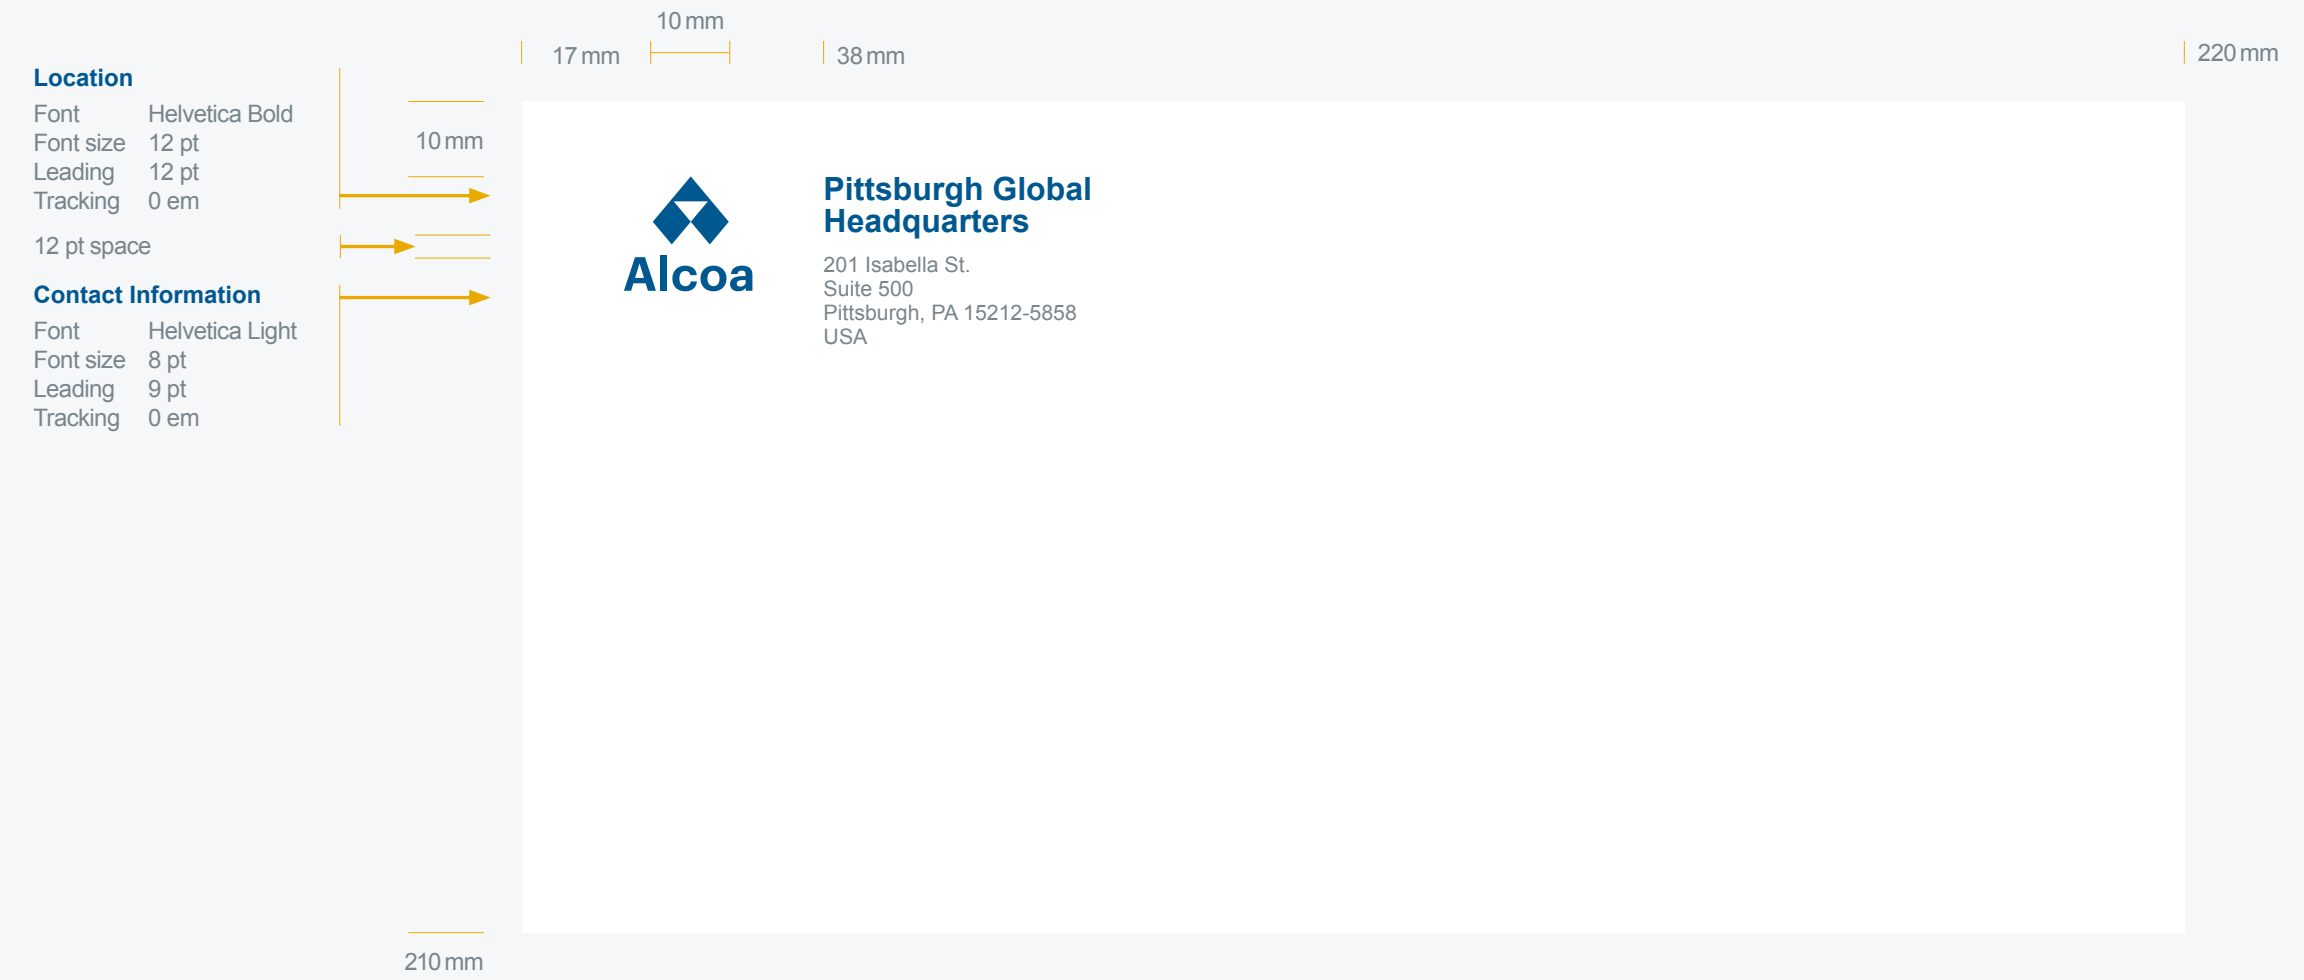 10 mm
17 mm
38 mm
220 mm
Location
Font Helvetica Bold
Font size 12 pt
Leading 12 pt
Tracking 0 em
12 pt space
Contact Information
Font Helvetica Light
Font size 8 pt
Leading 9 pt
Tracking 0 em
10 mm
210 mm
Alcoa
Pittsburgh Global
Headquarters
201 Isabella St.
Suite 500
Pittsburgh, PA 15212-5858
USA